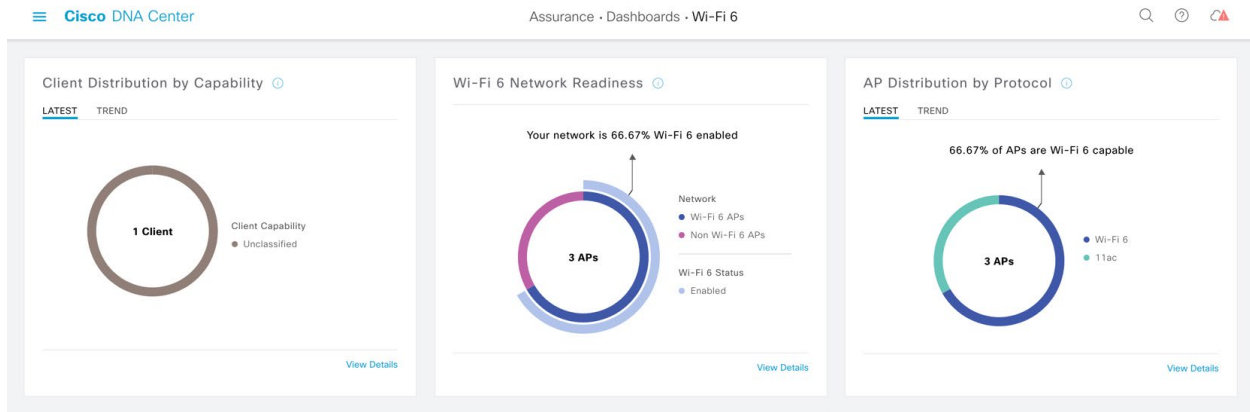 Cisco DNA Center
Assurance · Dashboards · Wi-Fi 6
Client Distribution by Capability
LATEST TREND
1 Client
Client Capability
Unclassified
View Details
Wi-Fi 6 Network Readiness
Your network is 66.67% Wi-Fi 6 enabled
3 APs
Network
Wi-Fi 6 APs
Non Wi-Fi 6 APs
Wi-Fi 6 Status
Enabled
View Details
AP Distribution by Protocol
LATEST TREND
66.67% of APs are Wi-Fi 6 capable
3 APs
Wi-Fi 6
11ac
View Details